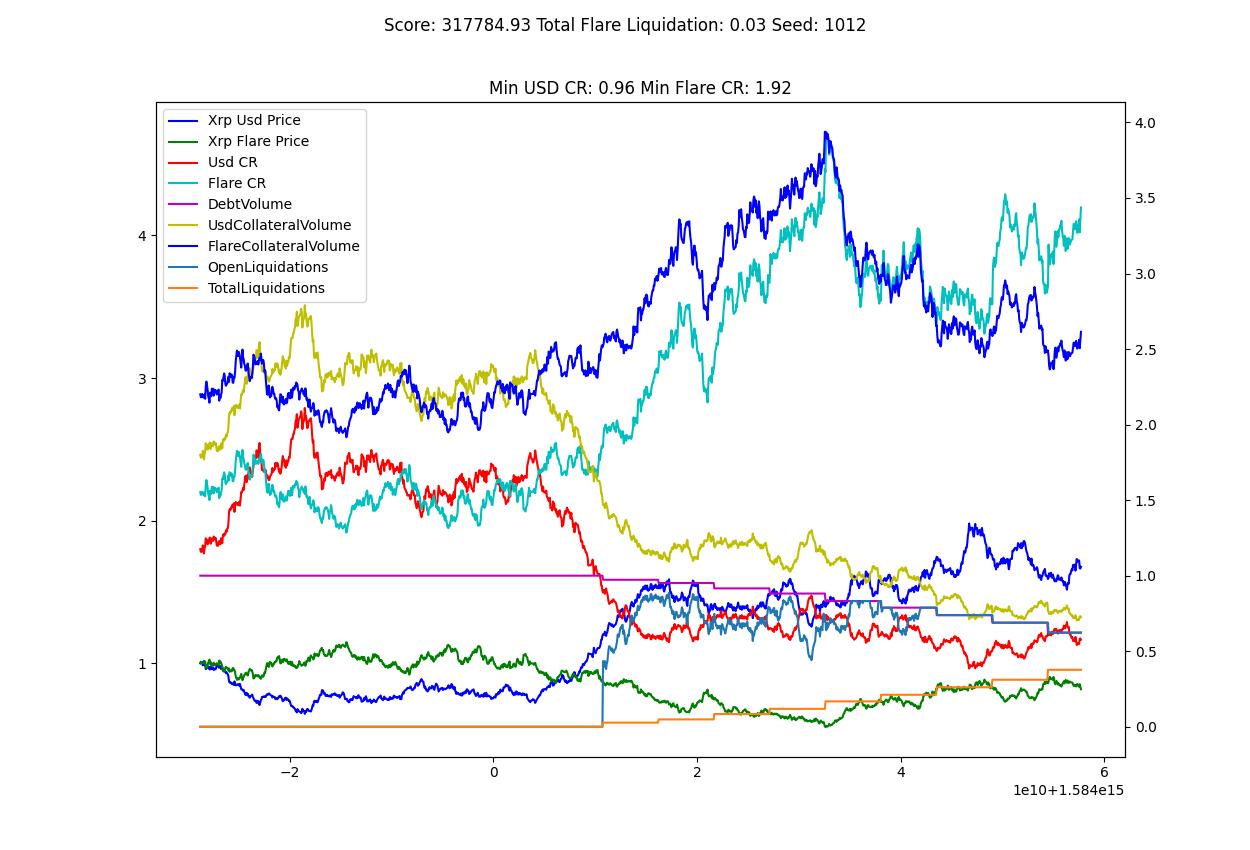 Score: 317784.93 Total Flare Liquidation: 0.03 Seed: 1012
Min USD CR: 0.96 Min Flare CR: 1.92
Xrp Usd Price
Xrp Flare Price
Usd CR
Flare CR
DebtVolume
UsdCollateralVolume
FlareCollateralVolume
OpenLiquidations
TotalLiquidations
4
3
2
1
4.0
3.5
3.0
2.5
2.0
1.5
1.0
0.5
0.0
−2
0
2
4
6
1e10+1.584e15